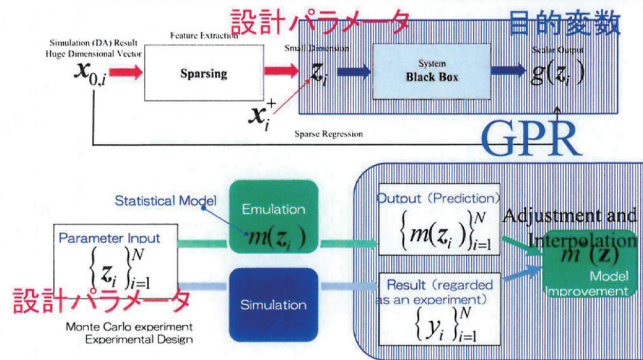 設計パラメータ
目的変数
Simulation (DA) Result
Huge Dimensional Vector
Feature Extraction
Small Dimension
Scalar Output
x₀,ᵢ
Sparsing
zᵢ
System
Black Box
g(zᵢ)
xᵢ⁺
Sparse Regression
GPR
Statistical Model
Emulation
m(zᵢ)
Output (Prediction)
{m(zᵢ)}ᵢ₌₁ᴺ
Adjustment and
Interpolation
m*(z)
Model
Improvement
Parameter Input
{zᵢ}ᵢ₌₁ᴺ
設計パラメータ
Simulation
Result (regarded
as an experiment)
{yᵢ}ᵢ₌₁ᴺ
Monte Carlo experiment
Experimental Design